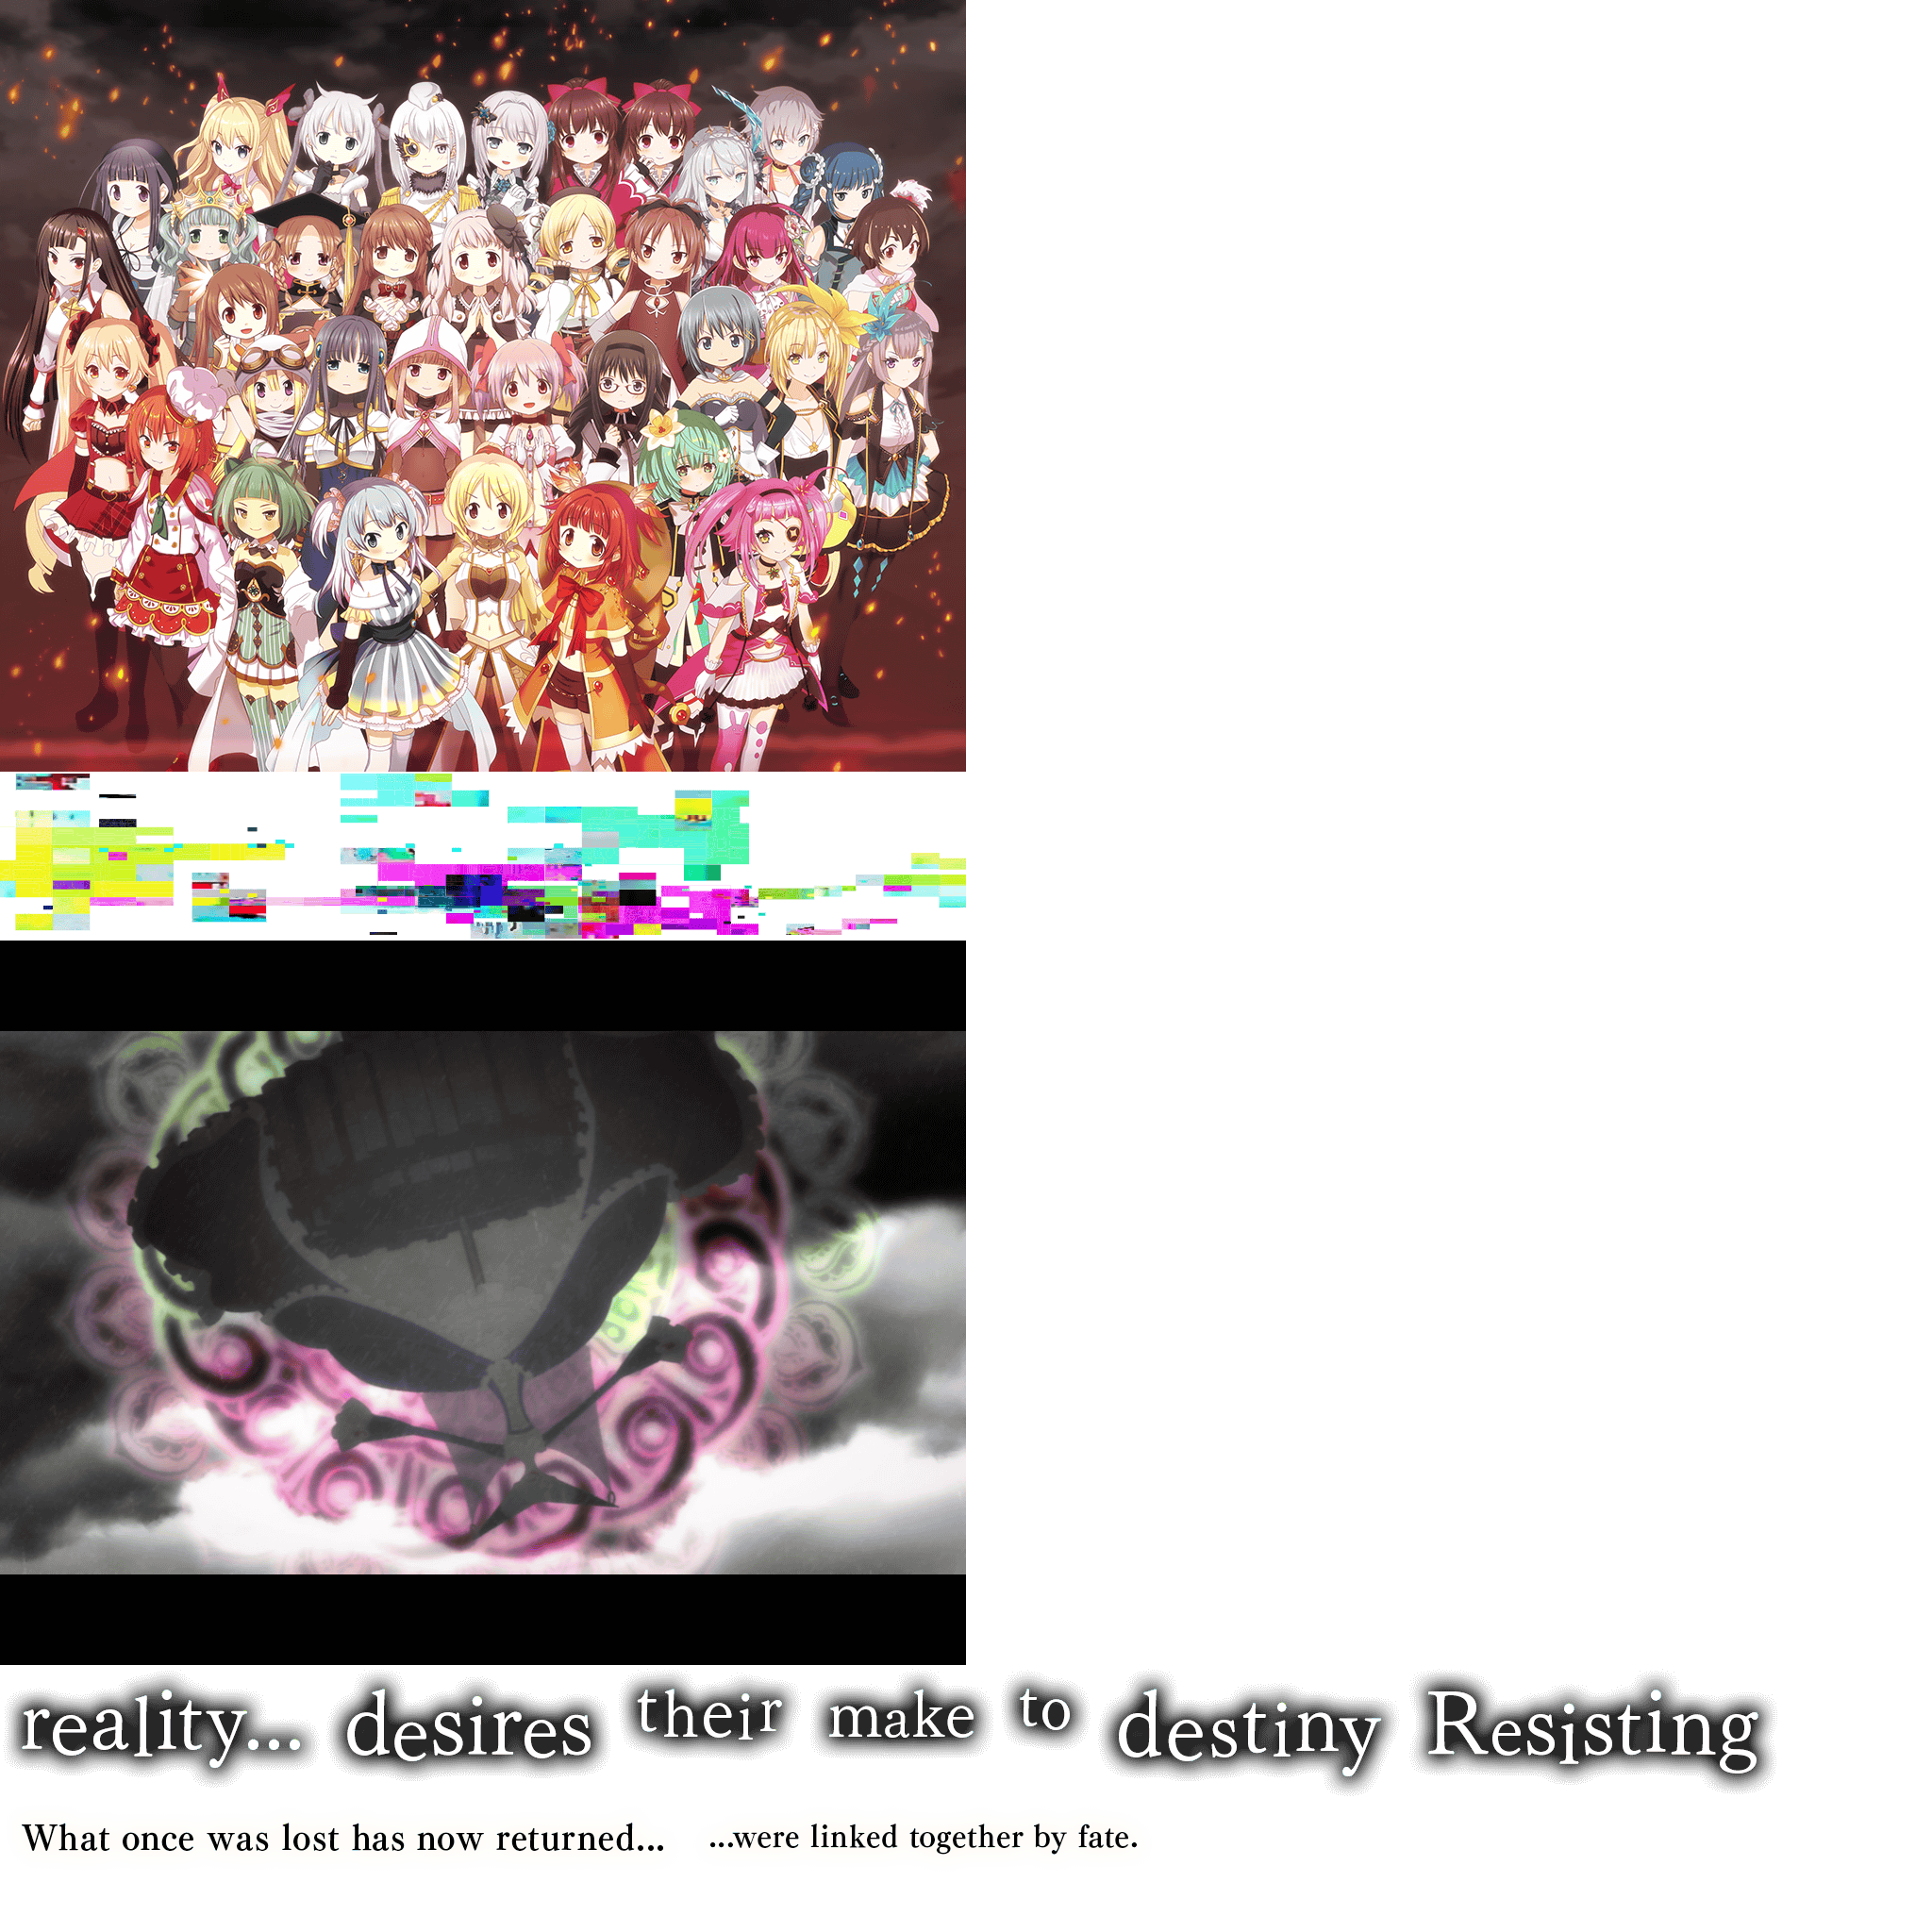 reality... desires their make to destiny Resisting
What once was lost has now returned... ...were linked together by fate.